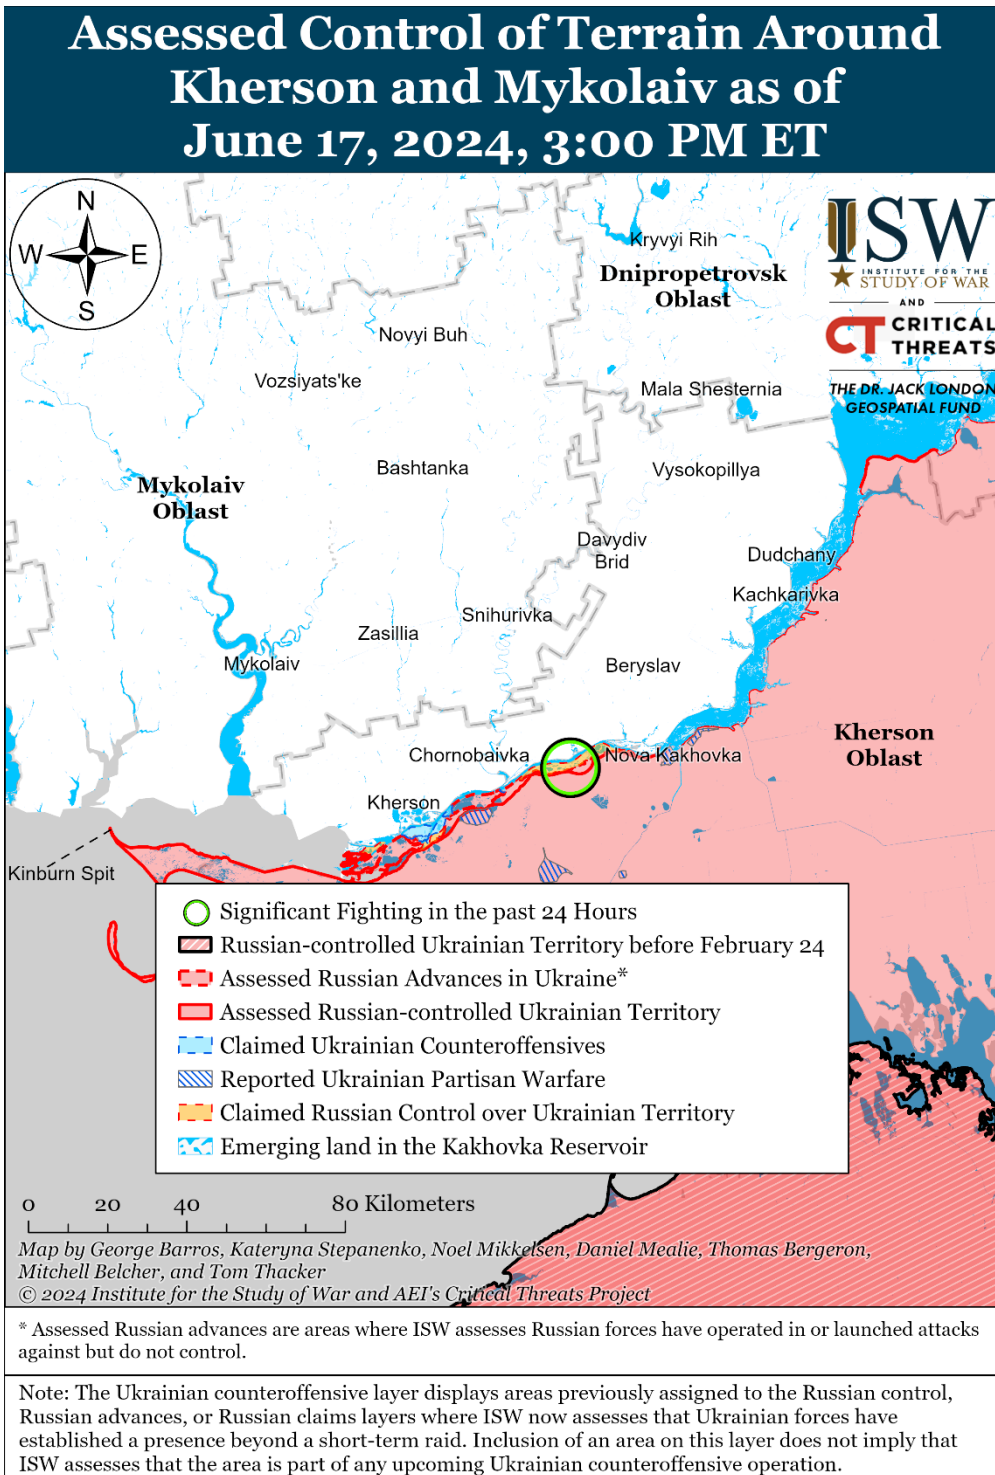 Assessed Control of Terrain Around
Kherson and Mykolaiv as of
June 17, 2024, 3:00 PM ET
N
W
E
S
ISW
INSTITUTE FOR THE
STUDY OF WAR
AND
CT CRITICAL
THREATS
THE DR. JACK LONDON
GEOSPATIAL FUND
Kryvyi Rih
Dnipropetrovsk
Oblast
Novyi Buh
Vozsiyats'ke
Mala Shesternia
Bashtanka
Vysokopillya
Mykolaiv
Oblast
Davydiv
Brid
Dudchany
Kachkarivka
Snihurivka
Zasillia
Mykolaiv
Beryslav
Kherson
Oblast
Chornobaivka
Nova Kakhovka
Kherson
Kinburn Spit
Significant Fighting in the past 24 Hours
Russian-controlled Ukrainian Territory before February 24
Assessed Russian Advances in Ukraine*
Assessed Russian-controlled Ukrainian Territory
Claimed Ukrainian Counteroffensives
Reported Ukrainian Partisan Warfare
Claimed Russian Control over Ukrainian Territory
Emerging land in the Kakhovka Reservoir
0 20 40 80 Kilometers
Map by George Barros, Kateryna Stepanenko, Noel Mikkelsen, Daniel Mealie, Thomas Bergeron,
Mitchell Belcher, and Tom Thacker
© 2024 Institute for the Study of War and AEI's Critical Threats Project
* Assessed Russian advances are areas where ISW assesses Russian forces have operated in or launched attacks
against but do not control.
Note: The Ukrainian counteroffensive layer displays areas previously assigned to the Russian control,
Russian advances, or Russian claims layers where ISW now assesses that Ukrainian forces have
established a presence beyond a short-term raid. Inclusion of an area on this layer does not imply that
ISW assesses that the area is part of any upcoming Ukrainian counteroffensive operation.